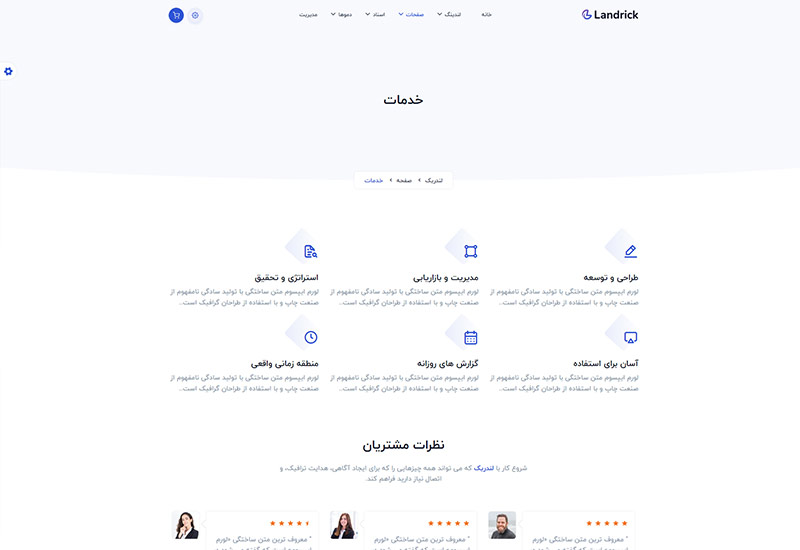 Landrick
خانه
لندینگ
صفحات
اسناد
دموها
مدیریت
خدمات
لندریک
صفحه
خدمات
طراحی و توسعه
لورم ایپسوم متن ساختگی با تولید سادگی نامفهوم از
صنعت چاپ و با استفاده از طراحان گرافیک است..
مدیریت و بازاریابی
لورم ایپسوم متن ساختگی با تولید سادگی نامفهوم از
صنعت چاپ و با استفاده از طراحان گرافیک است..
استراتژی و تحقیق
لورم ایپسوم متن ساختگی با تولید سادگی نامفهوم از
صنعت چاپ و با استفاده از طراحان گرافیک است..
آسان برای استفاده
لورم ایپسوم متن ساختگی با تولید سادگی نامفهوم از
صنعت چاپ و با استفاده از طراحان گرافیک است..
گزارش های روزانه
لورم ایپسوم متن ساختگی با تولید سادگی نامفهوم از
صنعت چاپ و با استفاده از طراحان گرافیک است..
منطقه زمانی واقعی
لورم ایپسوم متن ساختگی با تولید سادگی نامفهوم از
صنعت چاپ و با استفاده از طراحان گرافیک است..
نظرات مشتریان
شروع کار با لندریک که می تواند همه چیزهایی را که برای ایجاد آگاهی، هدایت ترافیک، و
اتصال نیاز دارید فراهم کند.
" معروف ترین متن ساختگی «لورم
" معروف ترین متن ساختگی «لورم
" معروف ترین متن ساختگی «لورم